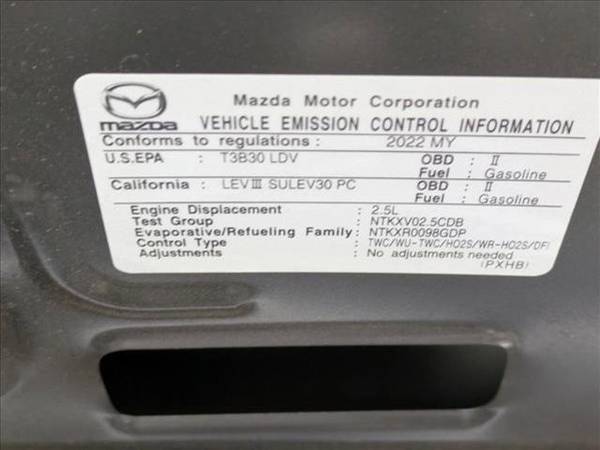 Mazda Motor Corporation
mazda VEHICLE EMISSION CONTROL INFORMATION
Conforms to regulations : 2022 MY
U.S.EPA : T3B30 LDV OBD : II
Fuel : Gasoline
California : LEVIII SULEV30 PC OBD : II
Fuel : Gasoline
Engine Displacement : 2.5L
Test Group : NTKXV02.5CDB
Evaporative/Refueling Family : NTKXR0098GDP
Control Type : TWC/WU-TWC/HO2S/WR-HO2S/DFI
Adjustments : No adjustments needed
(PXHB)